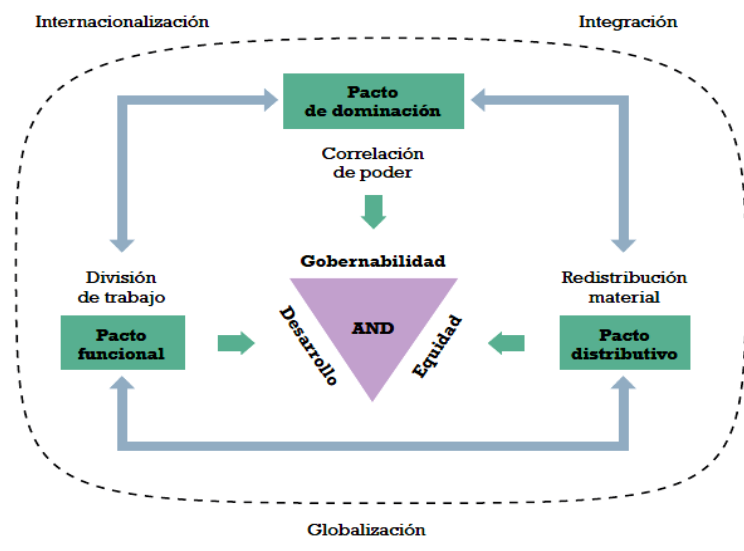 Internacionalización
Integración
Pacto
de dominación
Correlación
de poder
Gobernabilidad
División
de trabajo
Redistribución
material
AND
Desarrollo
Equidad
Pacto
funcional
Pacto
distributivo
Globalización